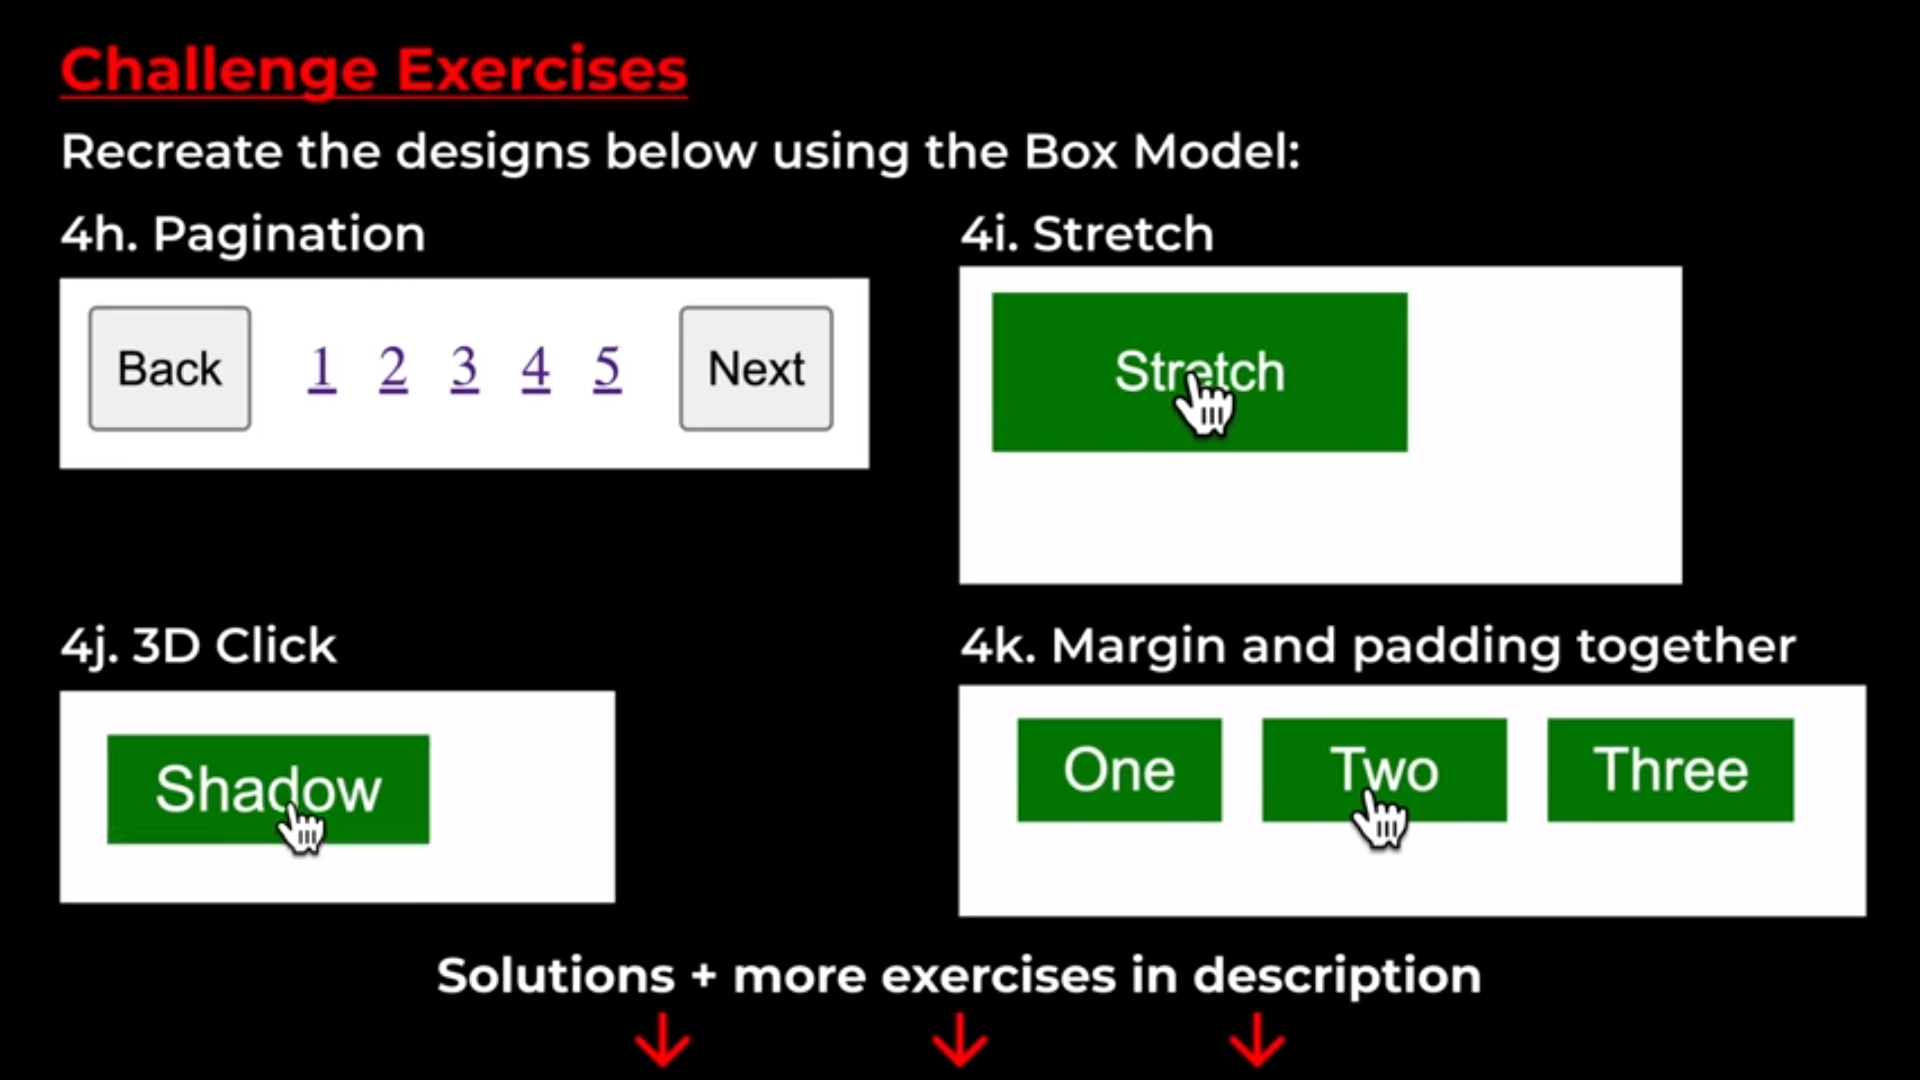 Challenge Exercises
Recreate the designs below using the Box Model:
4h. Pagination
Back 1 2 3 4 5 Next
4i. Stretch
Stretch
4j. 3D Click
Shadow
4k. Margin and padding together
One Two Three
Solutions + more exercises in description